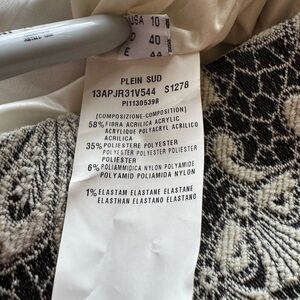 USA 10
D 40
44
PLEIN SUD
13APJR31V544 S1278
PI1130539B
[COMPOSIZIONE-COMPOSITION]
58% FIBRA ACRILICA ACRYLIC
ACRYLIQUE POLYACRYL ACRILICO
ACRILICA
35% POLIESTERE POLYESTER
POLYESTER POLYESTER POLIESTER
POLIESTER
6% POLIAMMIDICA NYLON POLYAMIDE
POLYAMID POLIAMIDA NYLON
1% ELASTAM ELASTANE ELASTANE
ELASTHAN ELASTANO ELASTANO